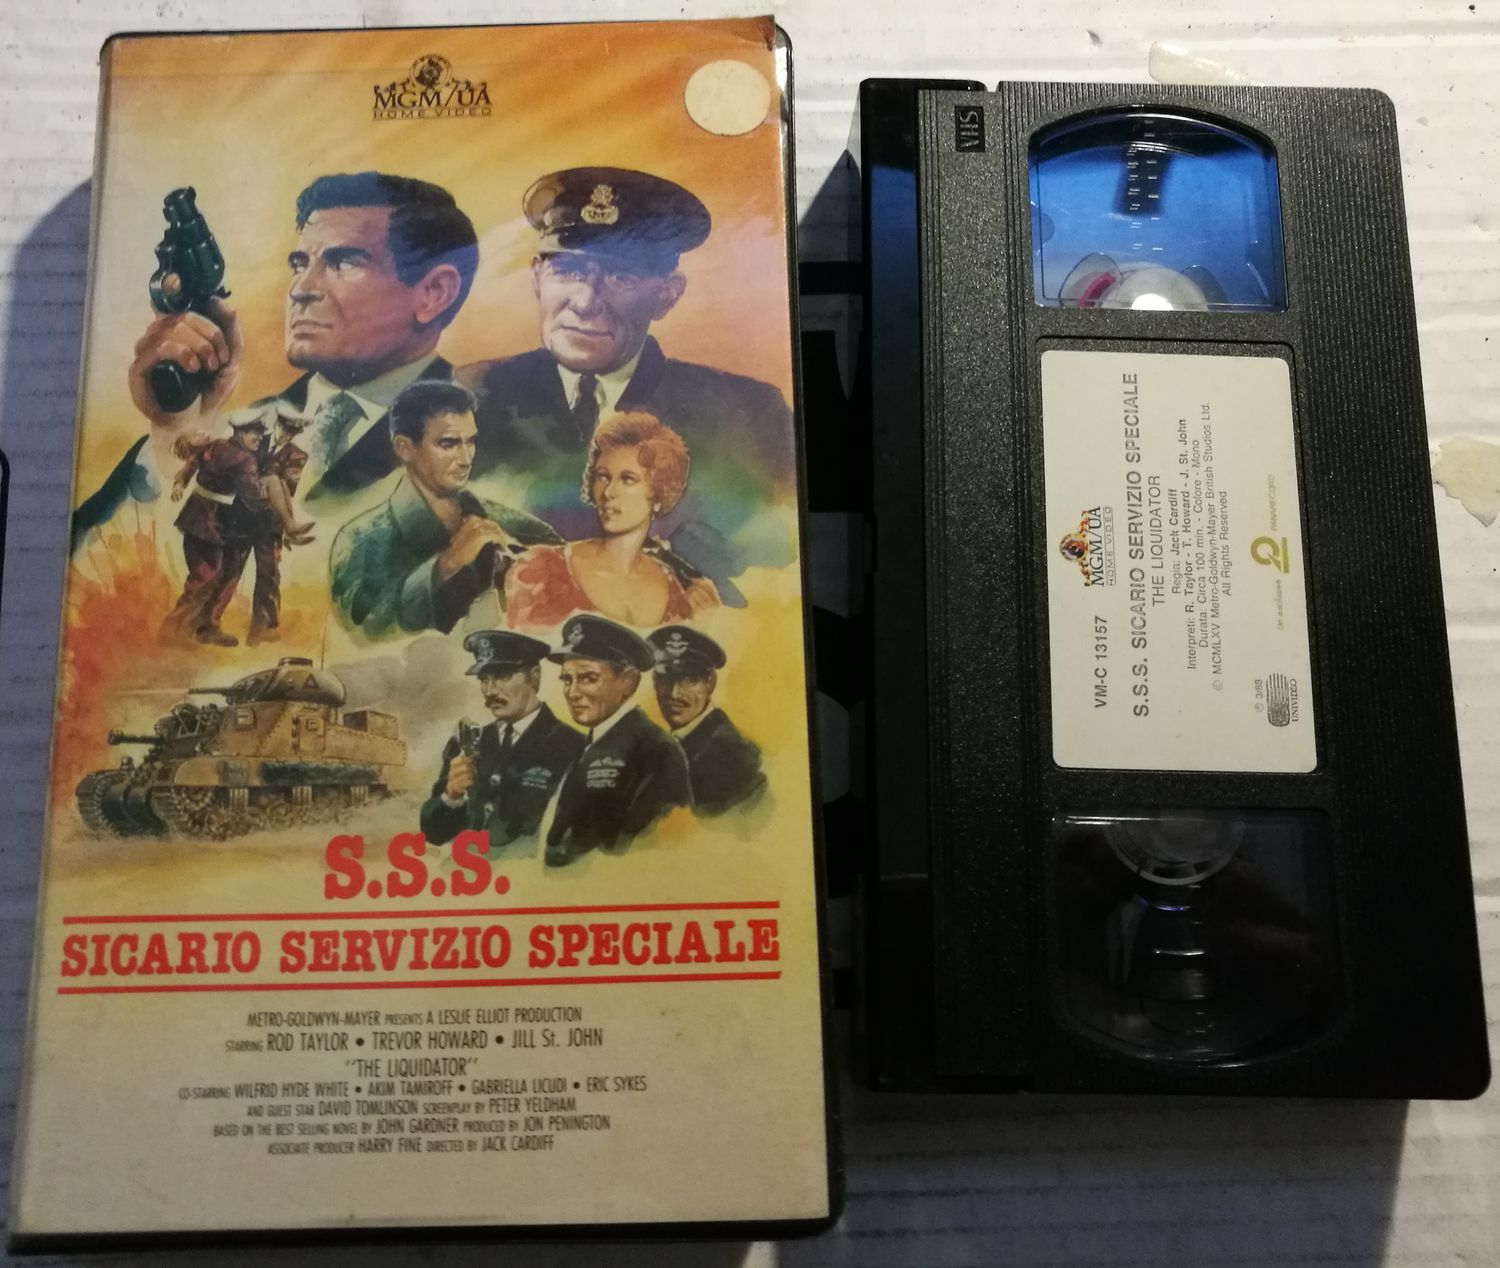 MGM/UA
HOME VIDEO
S.S.S.
SICARIO SERVIZIO SPECIALE
METRO-GOLDWYN-MAYER PRESENTS A LESLIE ELLIOT PRODUCTION
STARRING ROD TAYLOR • TREVOR HOWARD • JILL St. JOHN
"THE LIQUIDATOR"
CO-STARRING WILFRID HYDE WHITE • AKIM TAMIROFF • GABRIELLA LICUDI • ERIC SYKES
AND GUEST STAR DAVID TOMLINSON SCREENPLAY BY PETER YELDHAM
BASED ON THE BEST SELLING NOVEL BY JOHN GARDNER PRODUCED BY JON PENINGTON
ASSOCIATE PRODUCER HARRY FINE DIRECTED BY JACK CARDIFF
VHS
MGM/UA
HOME VIDEO
VM-C 13157
S.S.S. SICARIO SERVIZIO SPECIALE
THE LIQUIDATOR
Regia: Jack Cardiff
Interpreti: R. Taylor - T. Howard - J. St. John
Durata: Circa 100 min. - Colore - Mono
© MCMLXV Metro-Goldwyn-Mayer British Studios Ltd.
All Rights Reserved
℗ 3/88
UNIVIDEO
Un'esclusiva PANARECORD